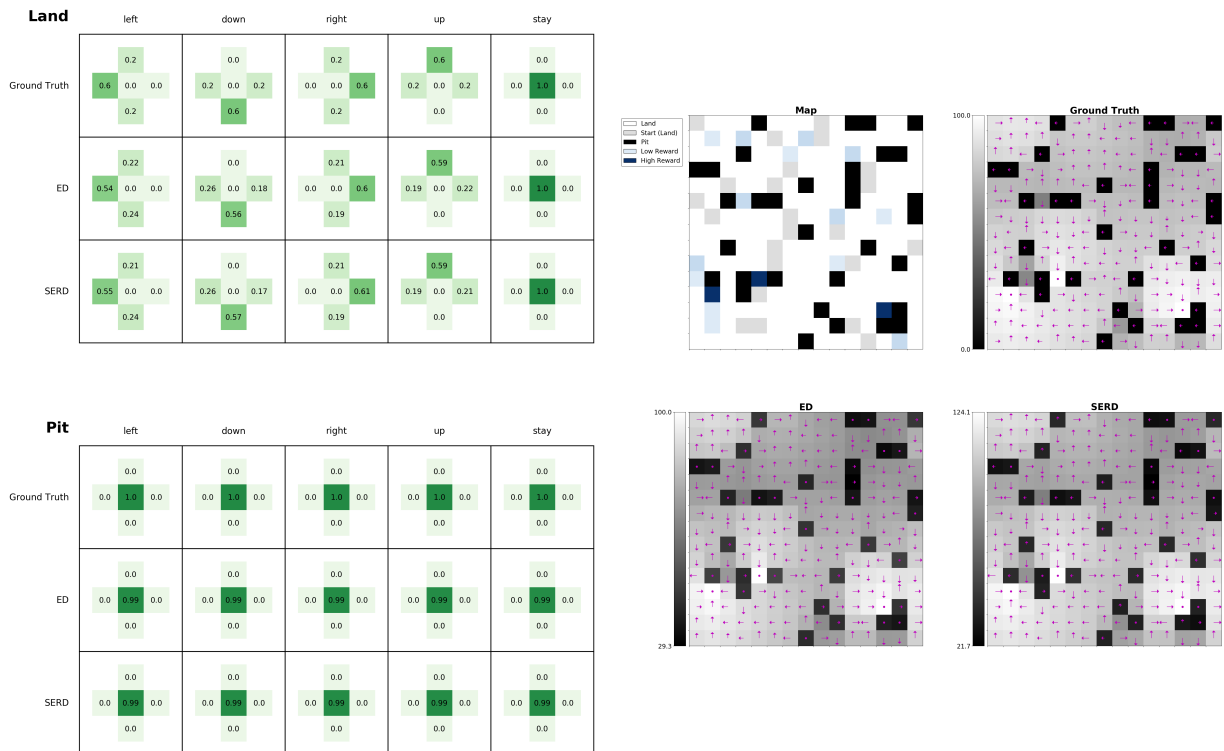 Land
left down right up stay
Ground Truth
0.2 0.0 0.2 0.6 0.0
0.6 0.0 0.0 0.2 0.0 0.2 0.0 0.0 0.6 0.2 0.0 0.2 0.0 1.0 0.0
0.2 0.6 0.2 0.0 0.0
ED
0.22 0.0 0.21 0.59 0.0
0.54 0.0 0.0 0.26 0.0 0.18 0.0 0.0 0.6 0.19 0.0 0.22 0.0 1.0 0.0
0.24 0.56 0.19 0.0 0.0
SERD
0.21 0.0 0.21 0.59 0.0
0.55 0.0 0.0 0.26 0.0 0.17 0.0 0.0 0.61 0.19 0.0 0.21 0.0 1.0 0.0
0.24 0.57 0.19 0.0 0.0
Pit
left down right up stay
Ground Truth
0.0 0.0 0.0 0.0 0.0
0.0 1.0 0.0 0.0 1.0 0.0 0.0 1.0 0.0 0.0 1.0 0.0 0.0 1.0 0.0
0.0 0.0 0.0 0.0 0.0
ED
0.0 0.0 0.0 0.0 0.0
0.0 0.99 0.0 0.0 0.99 0.0 0.0 0.99 0.0 0.0 0.99 0.0 0.0 0.99 0.0
0.0 0.0 0.0 0.0 0.0
SERD
0.0 0.0 0.0 0.0 0.0
0.0 0.99 0.0 0.0 0.99 0.0 0.0 0.99 0.0 0.0 0.99 0.0 0.0 0.99 0.0
0.0 0.0 0.0 0.0 0.0
Map
Land
Start (Land)
Pit
Low Reward
High Reward
Ground Truth
100.0
0.0
ED
100.0
29.3
SERD
124.1
21.7